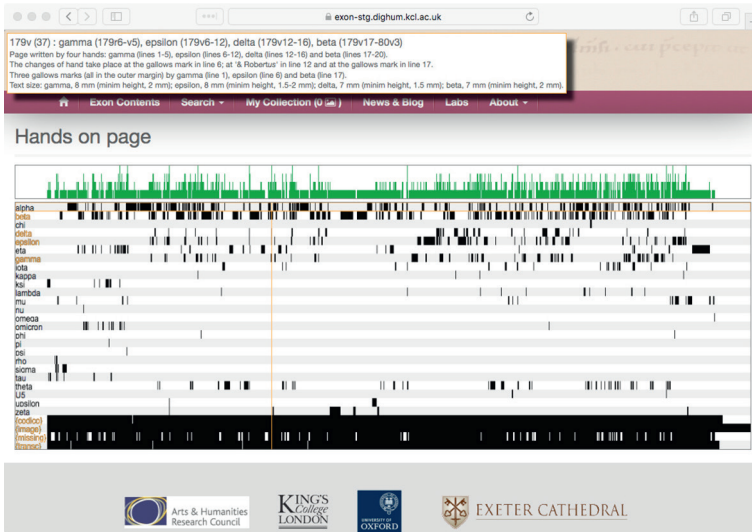 exon-stg.dighum.kcl.ac.uk
179v (37) : gamma (179r6-v5), epsilon (179v6-12), delta (179v12-16), beta (179v17-80v3)
Page written by four hands: gamma (lines 1-5), epsilon (lines 6-12), delta (lines 12-16) and beta (lines 17-20).
The changes of hand take place at the gallows mark in line 6; at '& Robertus' in line 12 and at the gallows mark in line 17.
Three gallows marks (all in the outer margin) by gamma (line 1), epsilon (line 6) and beta (line 17).
Text size: gamma, 8 mm (minim height, 2 mm); epsilon, 8 mm (minim height, 1.5-2 mm); delta, 7 mm (minim height, 1.5 mm); beta, 7 mm (minim height, 2 mm).
Exon Contents Search My Collection (0) News & Blog Labs About
Hands on page
alpha
beta
chi
delta
epsilon
eta
gamma
iota
kappa
ksi
lambda
mu
nu
omega
omicron
phi
pi
psi
rho
sigma
tau
theta
U5
upsilon
zeta
(codico)
(image)
(missing)
Arts & Humanities
Research Council
KING'S
College
LONDON
UNIVERSITY OF
OXFORD
EXETER CATHEDRAL